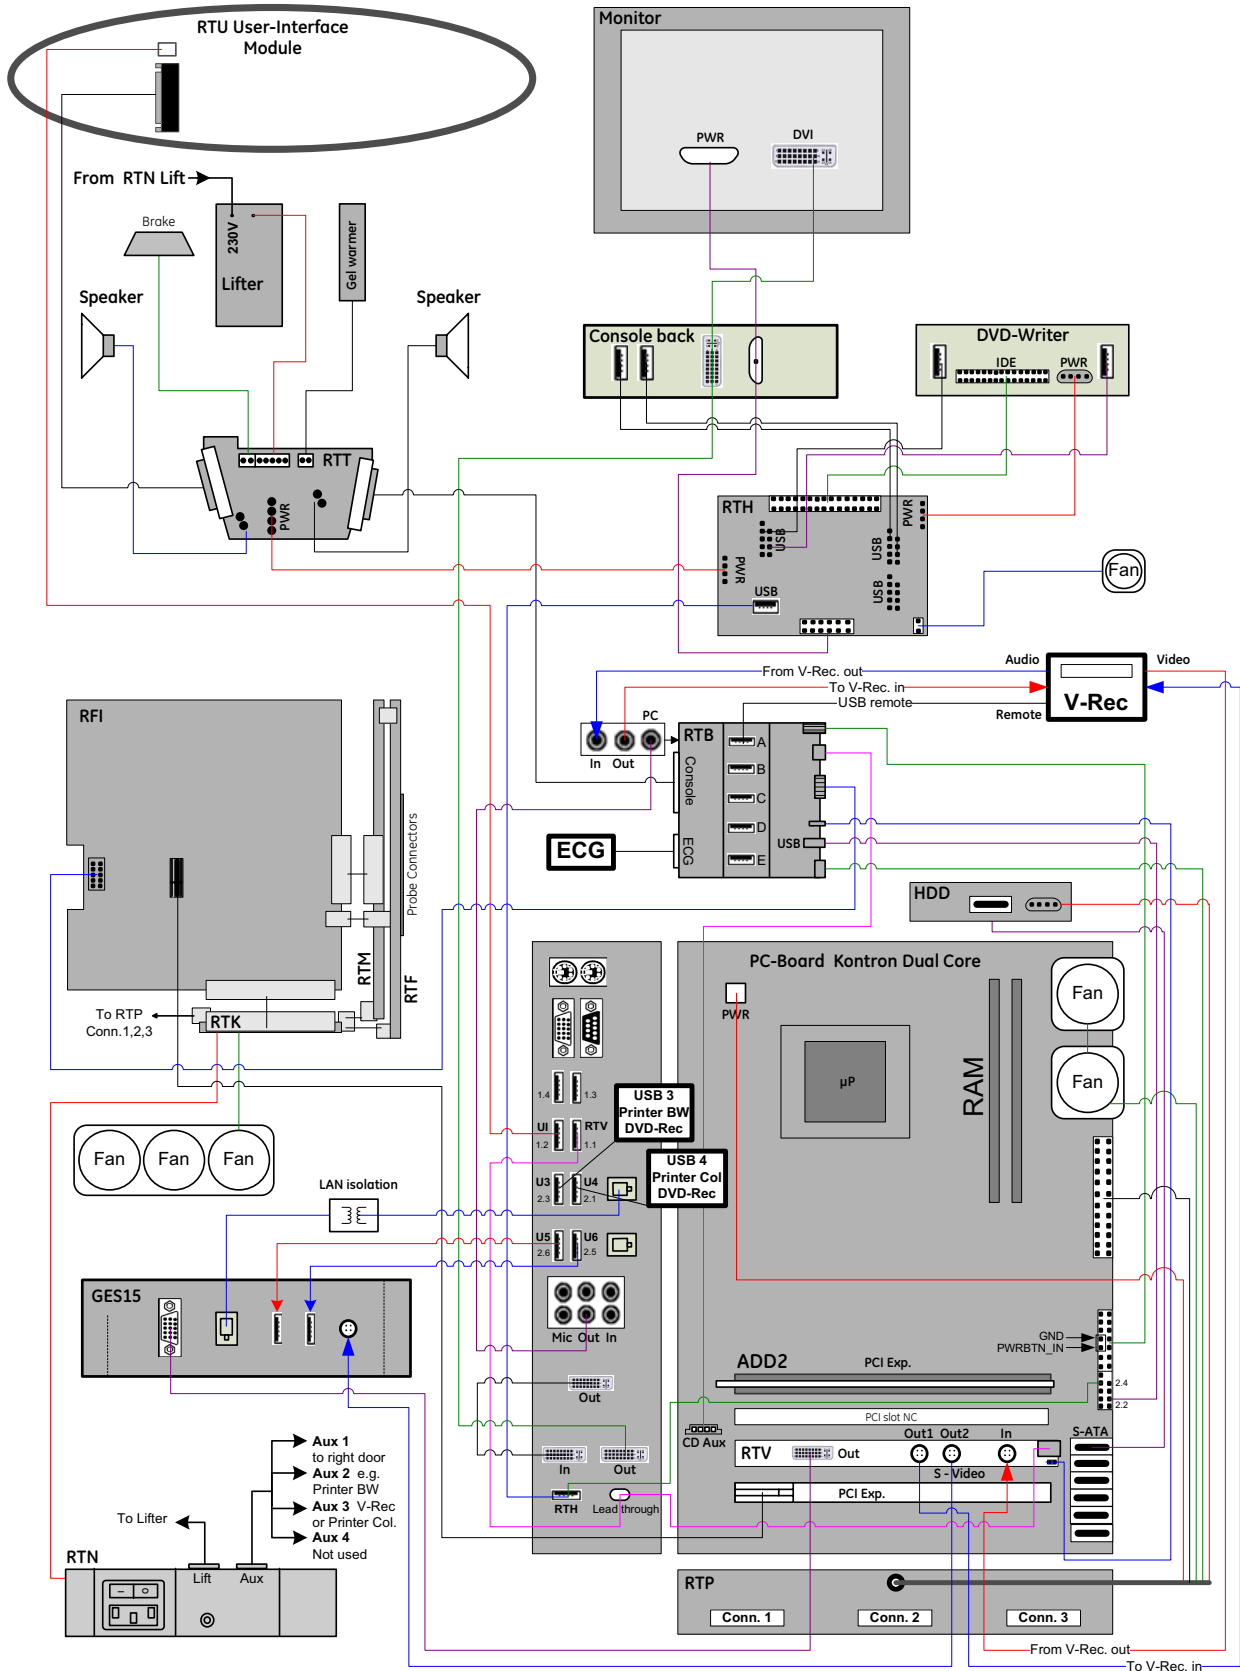 RTU User-Interface
Module
Monitor
PWR
DVI
From RTN Lift
Brake
230V
Lifter
Gel warmer
Speaker
Speaker
Console back
DVD-Writer
IDE
PWR
RTT
PWR
RTH
PWR
USB
USB
PWR
USB
USB
Fan
From V-Rec. out
Audio
Video
To V-Rec. in
USB remote
V-Rec
Remote
RFI
PC
In
Out
RTB
A
B
C
D
E
Console
USB
ECG
ECG
Probe Connectors
HDD
RTM
RTF
PC-Board Kontron Dual Core
PWR
Fan
Fan
To RTP
Conn.1,2,3
RTK
µP
RAM
1.4
1.3
USB 3
Printer BW
DVD-Rec
UI
RTV
1.2
1.1
USB 4
Printer Col
DVD-Rec
Fan
Fan
Fan
LAN isolation
U3
U4
2.3
2.1
U5
U6
2.6
2.5
GES15
Mic Out In
GND
PWRBTN_IN
ADD2
PCI Exp.
Out
2.4
2.2
PCI slot NC
CD Aux
Out1 Out2
In
S-ATA
RTV
Out
S - Video
In
Out
PCI Exp.
RTH
Lead through
Aux 1
to right door
Aux 2 e.g.
Printer BW
Aux 3 V-Rec
or Printer Col.
Aux 4
Not used
To Lifter
RTN
Lift
Aux
RTP
Conn. 1
Conn. 2
Conn. 3
From V-Rec. out
To V-Rec. in